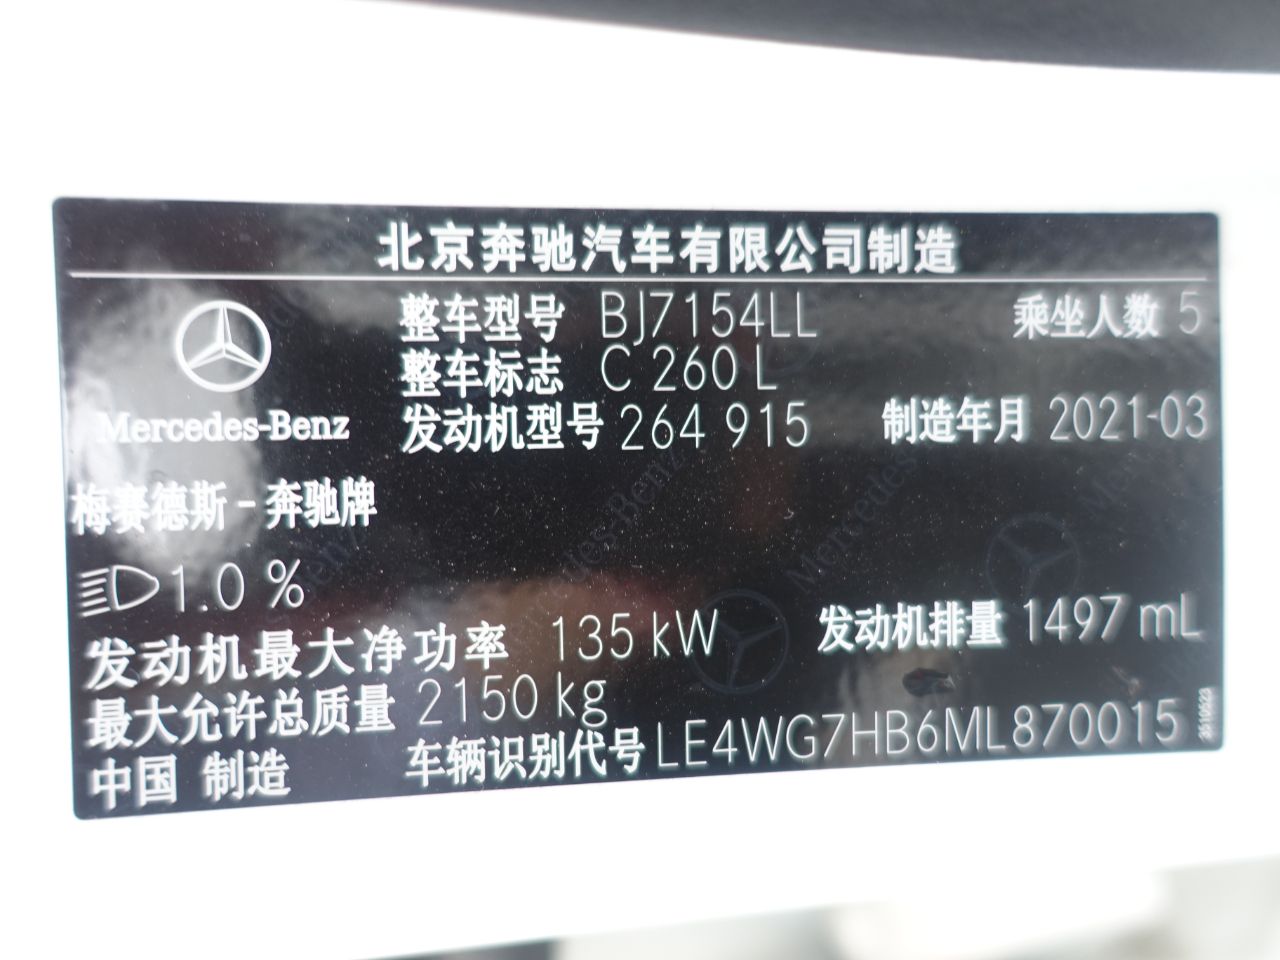 北京奔驰汽车有限公司制造
整车型号 BJ7154LL 乘坐人数 5
整车标志 C 260 L
Mercedes-Benz 发动机型号 264 915 制造年月 2021-03
梅赛德斯-奔驰牌
1.0 %
发动机最大净功率 135 kW 发动机排量 1497 mL
最大允许总质量 2150 kg
中国 制造 车辆识别代号 LE4WG7HB6ML870015
3510523